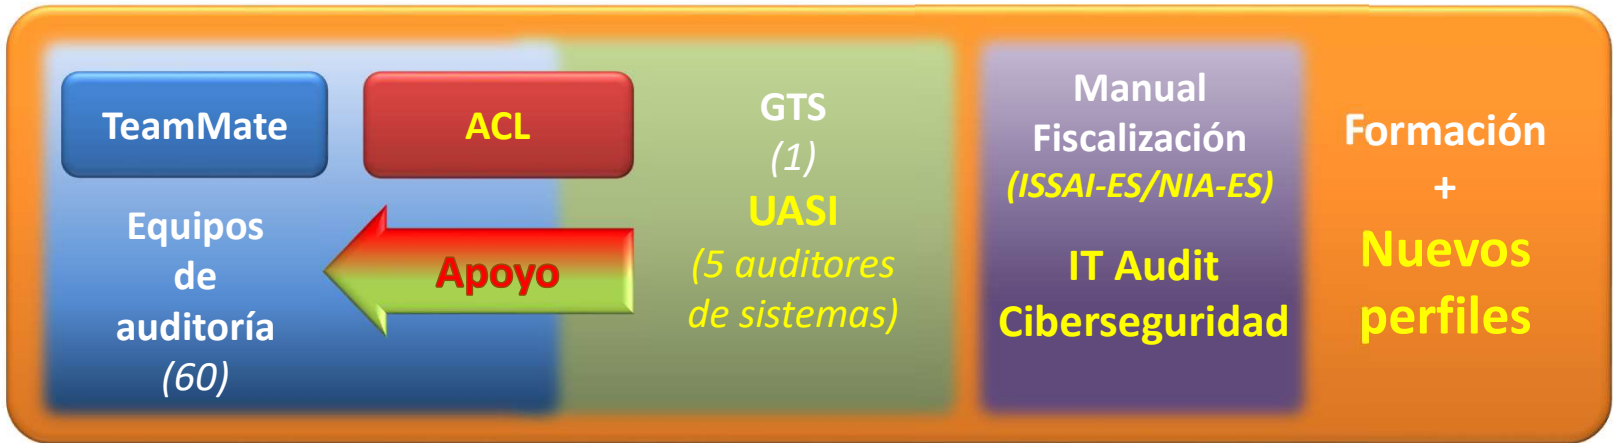 TeamMate
ACL
Equipos
de
auditoría
(60)
Apoyo
GTS
(1)
UASI
(5 auditores
de sistemas)
Manual
Fiscalización
(ISSAI-ES/NIA-ES)
IT Audit
Ciberseguridad
Formación
+
Nuevos
perfiles